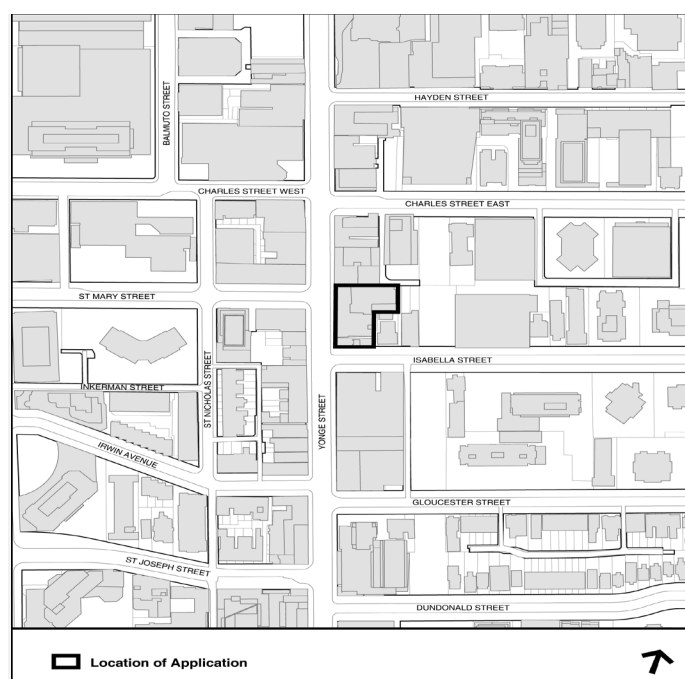 HAYDEN STREET
BALMUTO STREET
CHARLES STREET WEST
CHARLES STREET EAST
ST MARY STREET
ISABELLA STREET
INKERMAN STREET
ST NICHOLAS STREET
YONGE STREET
IRWIN AVENUE
GLOUCESTER STREET
ST JOSEPH STREET
DUNDONALD STREET
Location of Application